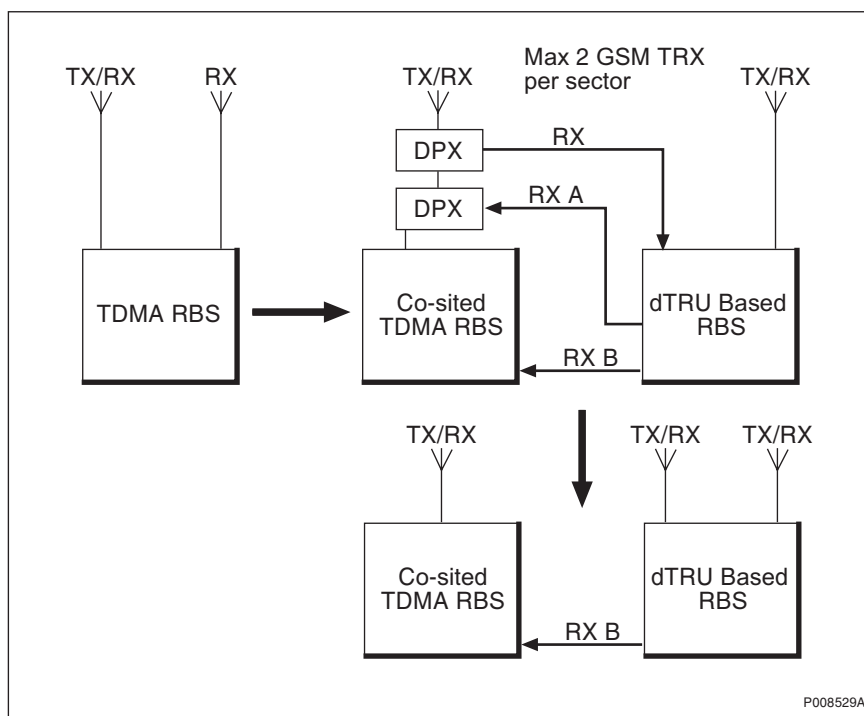 TX/RX
RX
TX/RX
Max 2 GSM TRX
per sector
TX/RX
DPX
RX
DPX
RX A
TDMA RBS
Co-sited
TDMA RBS
dTRU Based
RBS
RX B
TX/RX
TX/RX
TX/RX
Co-sited
TDMA RBS
dTRU Based
RBS
RX B
P008529A